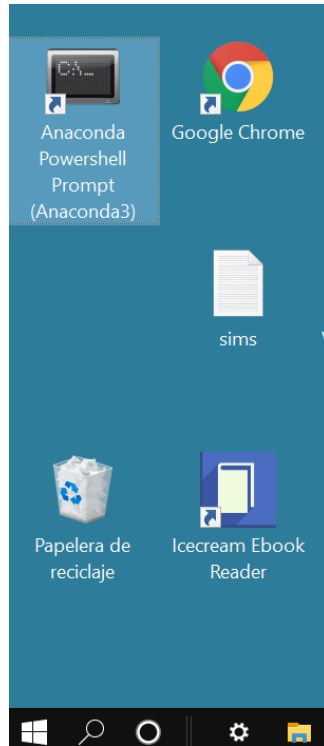 C:\_
Anaconda
Powershell
Prompt
(Anaconda3)
Google Chrome
sims
Papelera de
reciclaje
Icecream Ebook
Reader